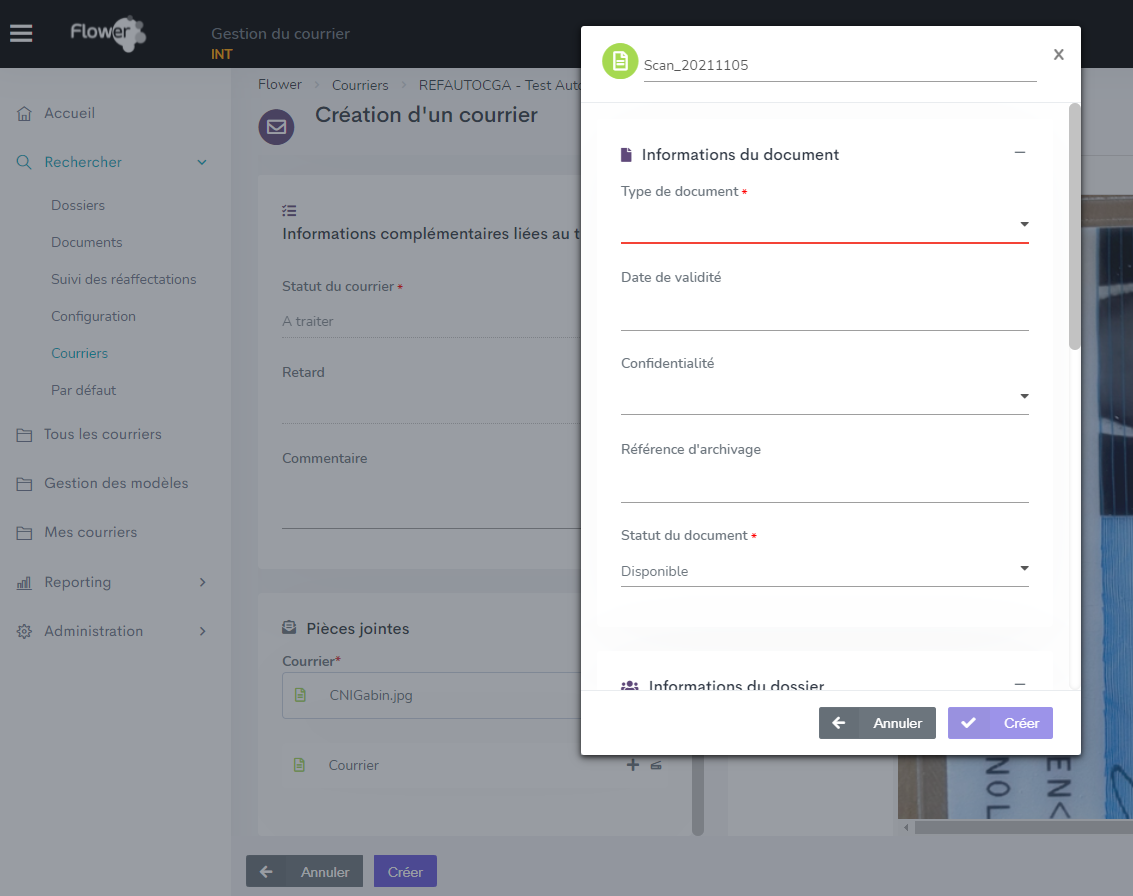 Flower
Gestion du courrier
INT
Accueil
Rechercher
Dossiers
Documents
Suivi des réaffectations
Configuration
Courriers
Par défaut
Tous les courriers
Gestion des modèles
Mes courriers
Reporting
Administration
Flower > Courriers > REFAUTOCGA - Test Auto
Création d'un courrier
Informations complémentaires liées au t
Statut du courrier *
A traiter
Retard
Commentaire
Pièces jointes
Courrier*
CNIGabin.jpg
Courrier
Annuler
Créer
Scan_20211105
Informations du document
Type de document *
Date de validité
Confidentialité
Référence d'archivage
Statut du document *
Disponible
Informations du dossier
Annuler
Créer
EN<
NOL